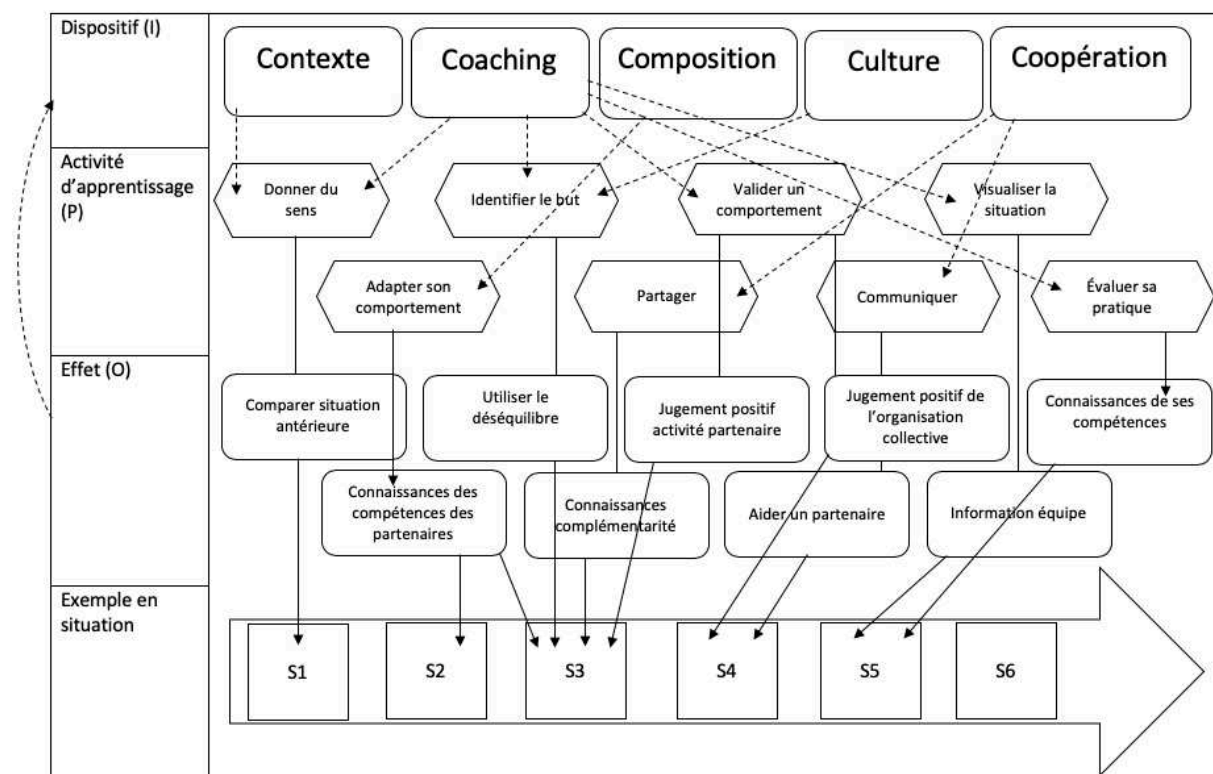 Dispositif (I)
Contexte
Coaching
Composition
Culture
Coopération
Activité
d'apprentissage
(P)
Donner du
sens
Identifier le but
Valider un
comportement
Visualiser la
situation
Adapter son
comportement
Partager
Communiquer
Évaluer sa
pratique
Effet (O)
Comparer situation
antérieure
Utiliser le
déséquilibre
Jugement positif
activité partenaire
Jugement positif de
l'organisation
collective
Connaissances de ses
compétences
Connaissances des
compétences des
partenaires
Connaissances
complémentarité
Aider un partenaire
Information équipe
Exemple en
situation
S1
S2
S3
S4
S5
S6